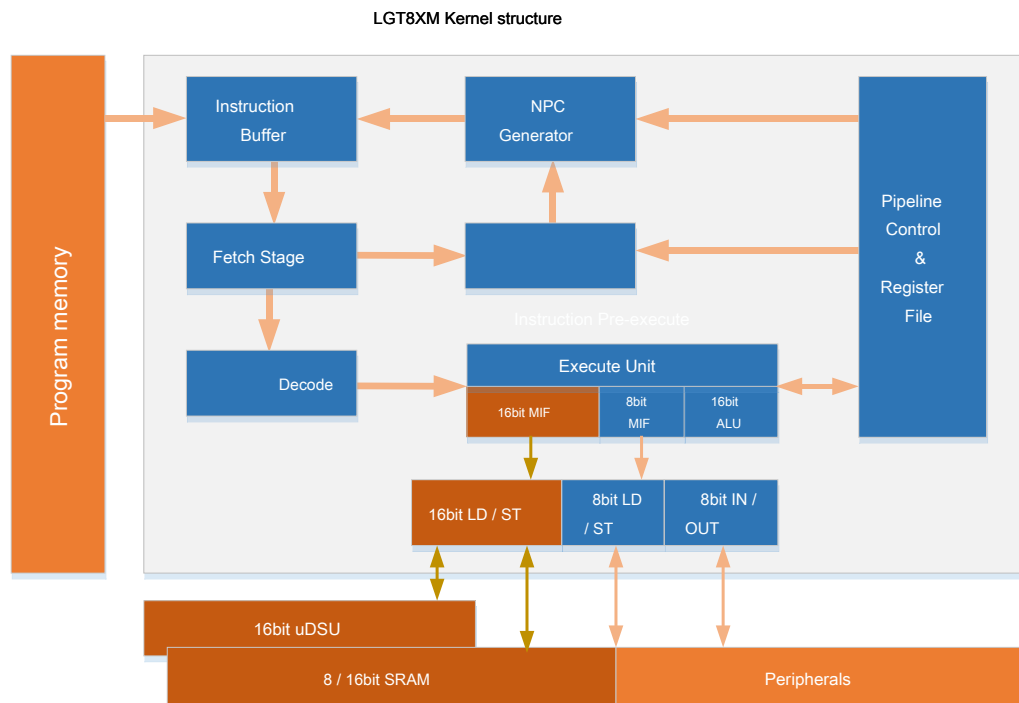 LGT8XM Kernel structure
Program memory
Instruction
Buffer
NPC
Generator
Pipeline
Control
&
Register
File
Fetch Stage
Instruction Pre-execute
Decode
Execute Unit
16bit MIF
8bit
MIF
16bit
ALU
16bit LD / ST
8bit LD
/ ST
8bit IN /
OUT
16bit uDSU
8 / 16bit SRAM
Peripherals